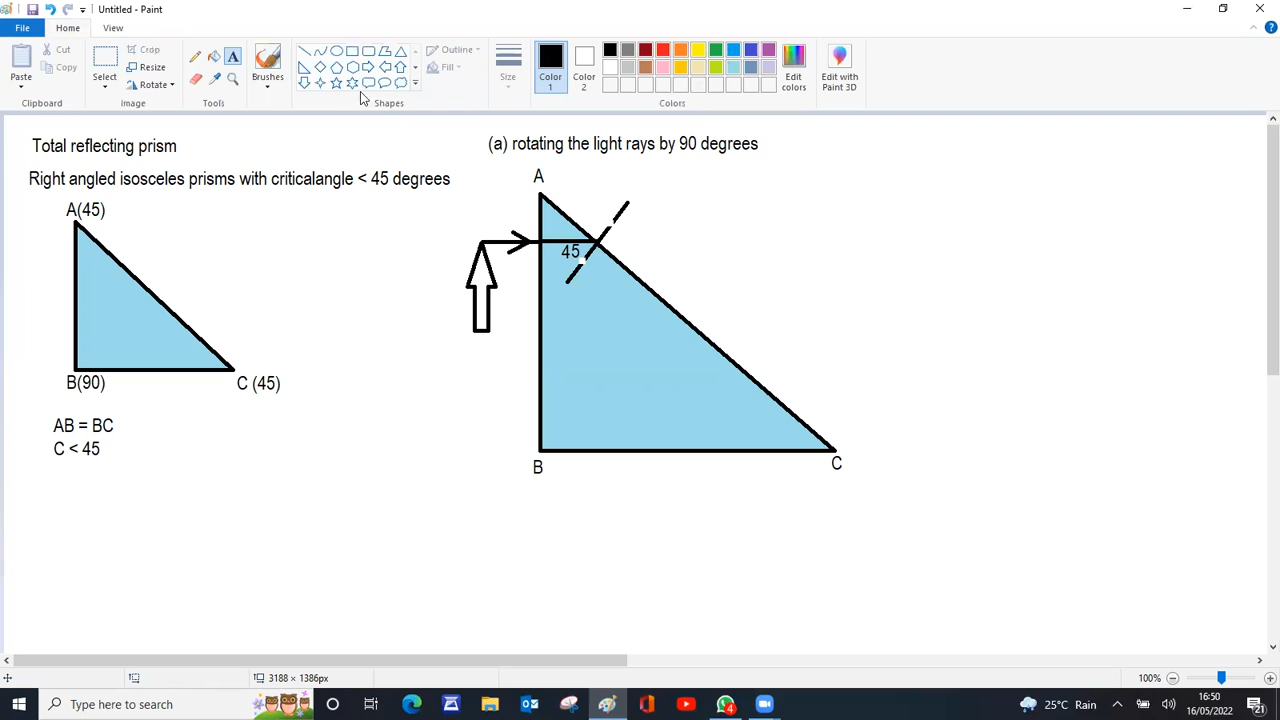 Untitled - Paint
File Home View
Paste
Cut
Copy
Clipboard
Select
Crop
Resize
Rotate
Image
Tools
A
Brushes
Outline
Fill
Shapes
Size
Color 1
Color 2
Edit colors
Edit with Paint 3D
Colors
Total reflecting prism
Right angled isosceles prisms with criticalangle < 45 degrees
A(45)
B(90)
C (45)
AB = BC
C < 45
(a) rotating the light rays by 90 degrees
A
45
B
C
3188 × 1386px
100%
Type here to search
4
25°C Rain
16:50
16/05/2022